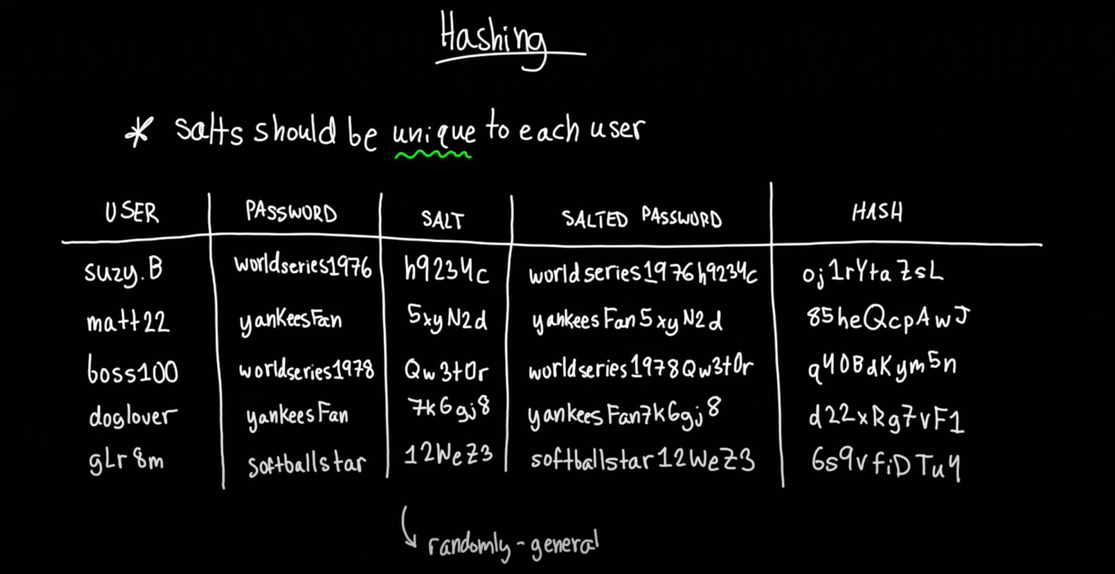 Hashing
* salts should be unique to each user
USER PASSWORD SALT SALTED PASSWORD HASH
suzy.B worldseries1976 h9234c worldseries1976h9234c oj1rYtaZsL
matt22 yankeesFan 5xyN2d yankeesFan5xyN2d 85heQcpAwJ
boss100 worldseries1978 Qw3t0r worldseries1978Qw3t0r q40BdKym5n
doglover yankeesFan 7k6gj8 yankeesFan7k6gj8 d22xRg7vF1
gLr8m softballstar 12WeZ3 softballstar12WeZ3 6s9vfiDTu4
randomly-general